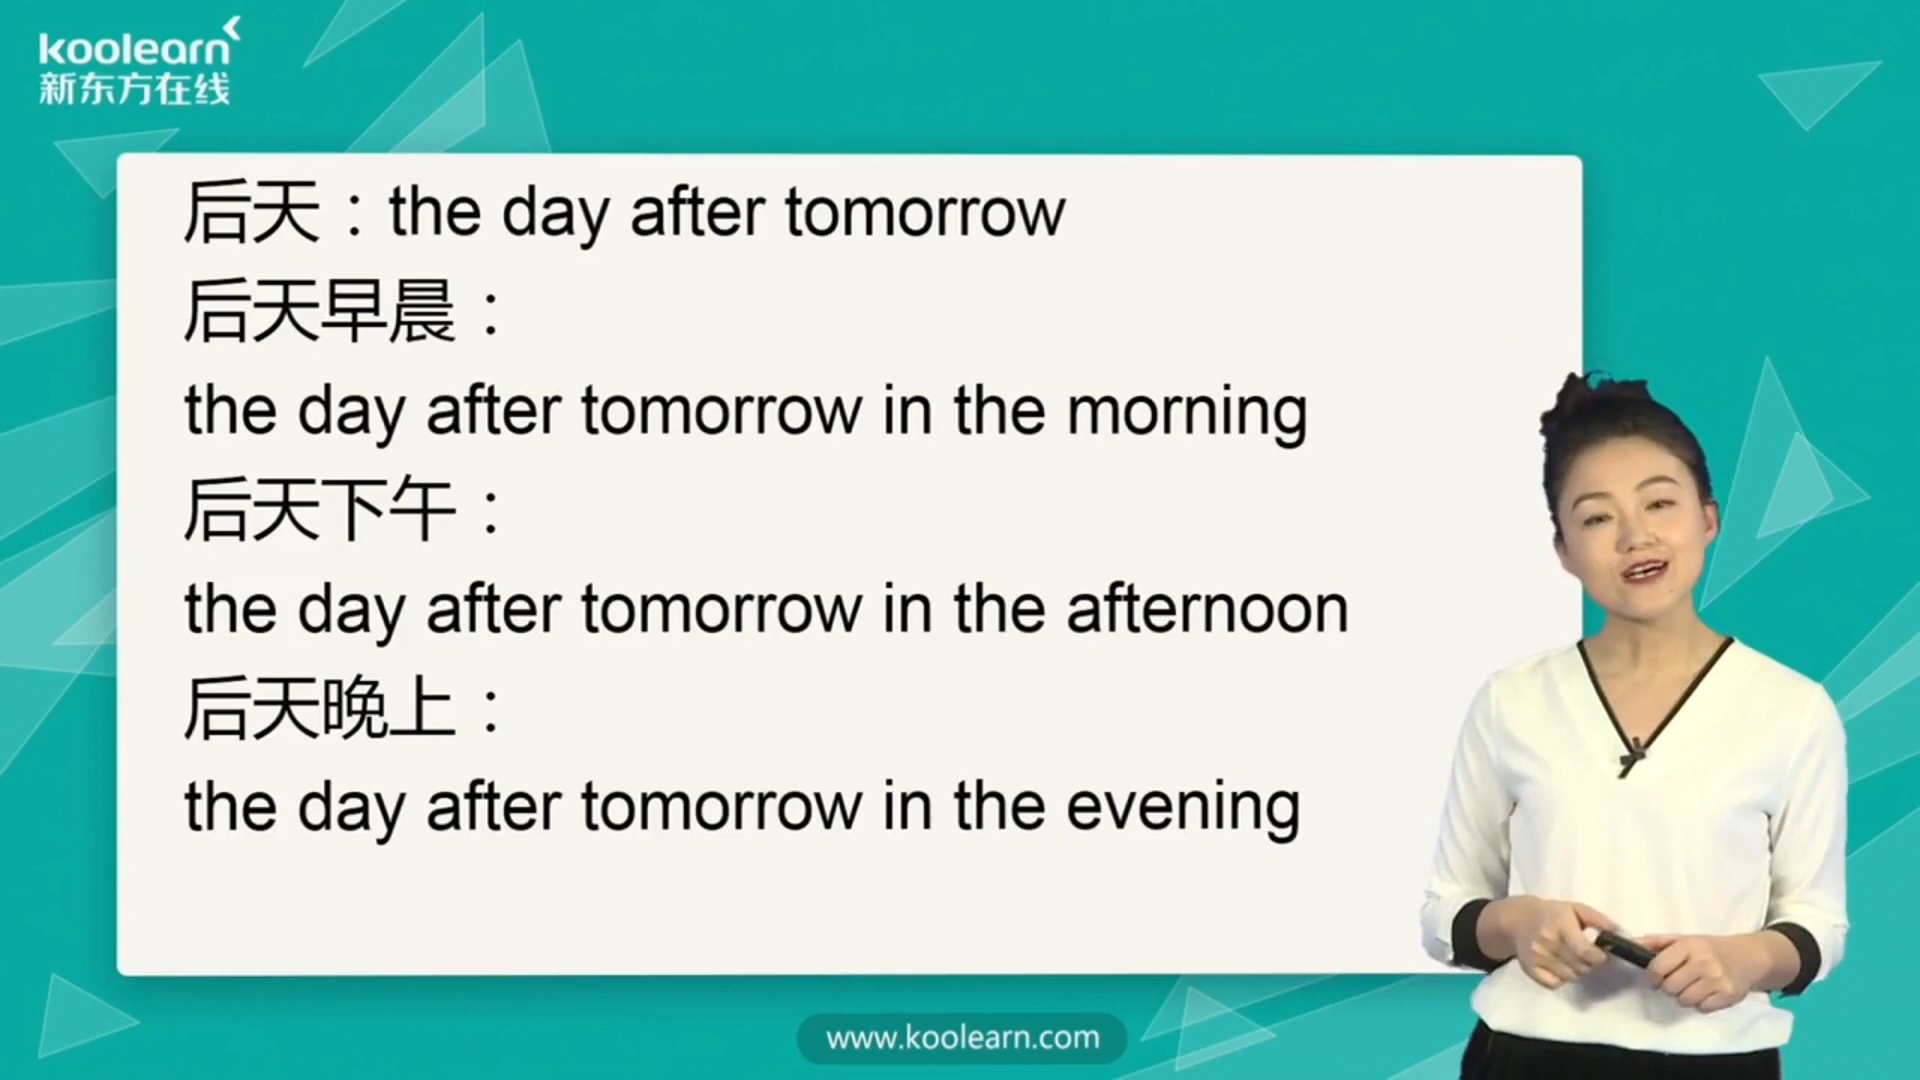 koolearn
新东方在线
后天：the day after tomorrow
后天早晨：
the day after tomorrow in the morning
后天下午：
the day after tomorrow in the afternoon
后天晚上：
the day after tomorrow in the evening
www.koolearn.com